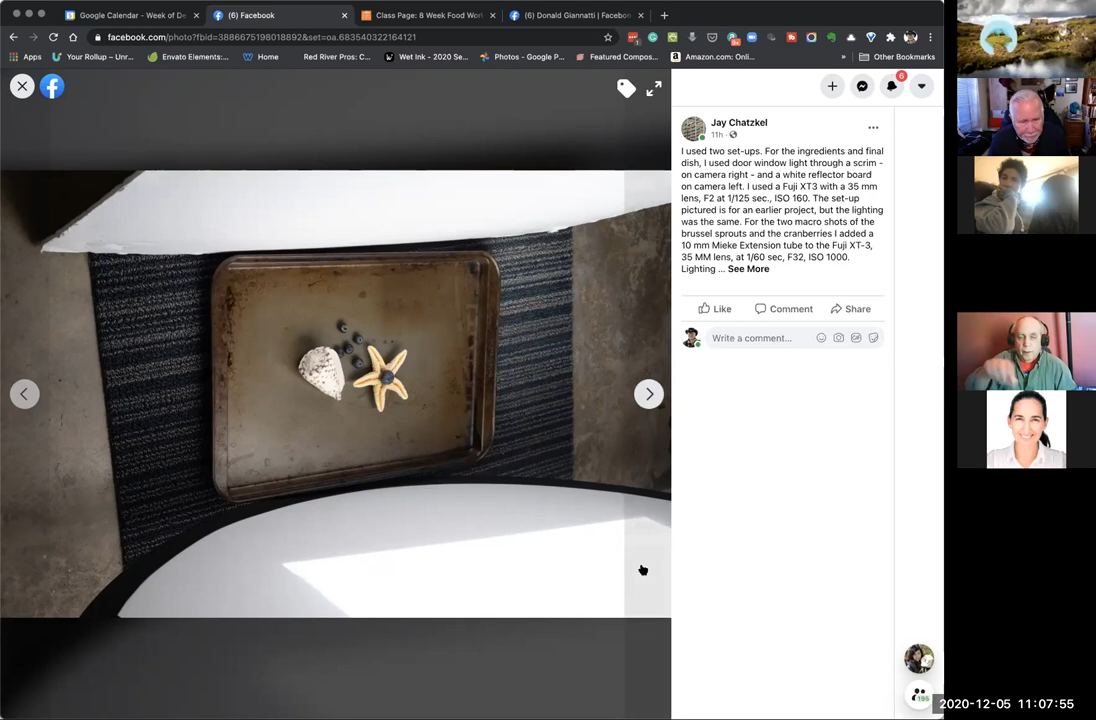 Google Calendar - Week of De
(6) Facebook
Class Page: 8 Week Food Wor
(6) Donald Giannatti | Faceboo
facebook.com/photo?fbid=3886675198018892&set=oa.683540322164121
Apps
Your Rollup – Unr...
Envato Elements:...
Home
Red River Pros: C...
Wet Ink - 2020 Se...
Photos - Google P...
Featured Compos...
Amazon.com: Onli...
»
Other Bookmarks
6
Jay Chatzkel
11h
I used two set-ups. For the ingredients and final
dish, I used door window light through a scrim -
on camera right - and a white reflector board
on camera left. I used a Fuji XT3 with a 35 mm
lens, F2 at 1/125 sec., ISO 160. The set-up
pictured is for an earlier project, but the lighting
was the same. For the two macro shots of the
brussel sprouts and the cranberries I added a
10 mm Mieke Extension tube to the Fuji XT-3,
35 MM lens, at 1/60 sec, F32, ISO 1000.
Lighting ... See More
Like
Comment
Share
Write a comment...
2020-12-05 11:07:55